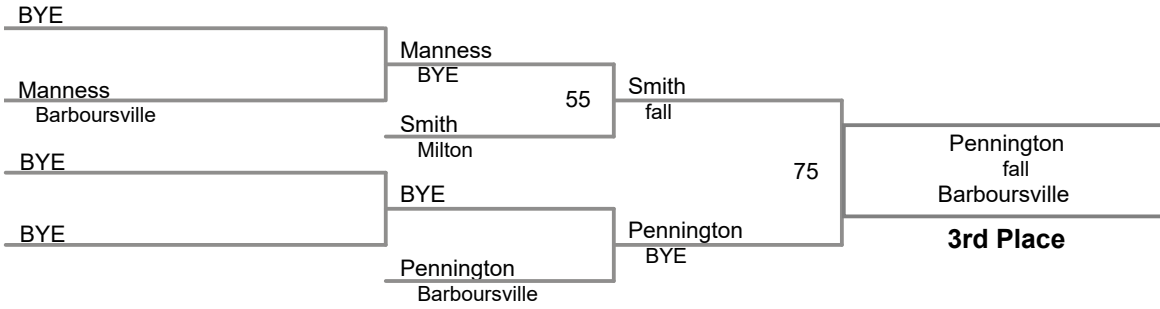 BYE
Manness
Barboursville
BYE
BYE
Manness
BYE
55
Smith
Milton
BYE
Pennington
Barboursville
Smith
fall
75
Pennington
BYE
Pennington
fall
Barboursville
3rd Place